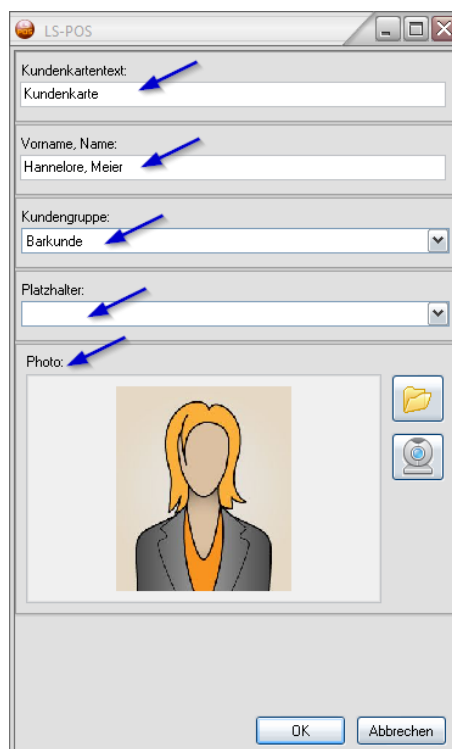 LS-POS
Kundenkartentext:
Kundenkarte
Vorname, Name:
Hannelore, Meier
Kundengruppe:
Barkunde
Platzhalter:
Photo:
OK
Abbrechen